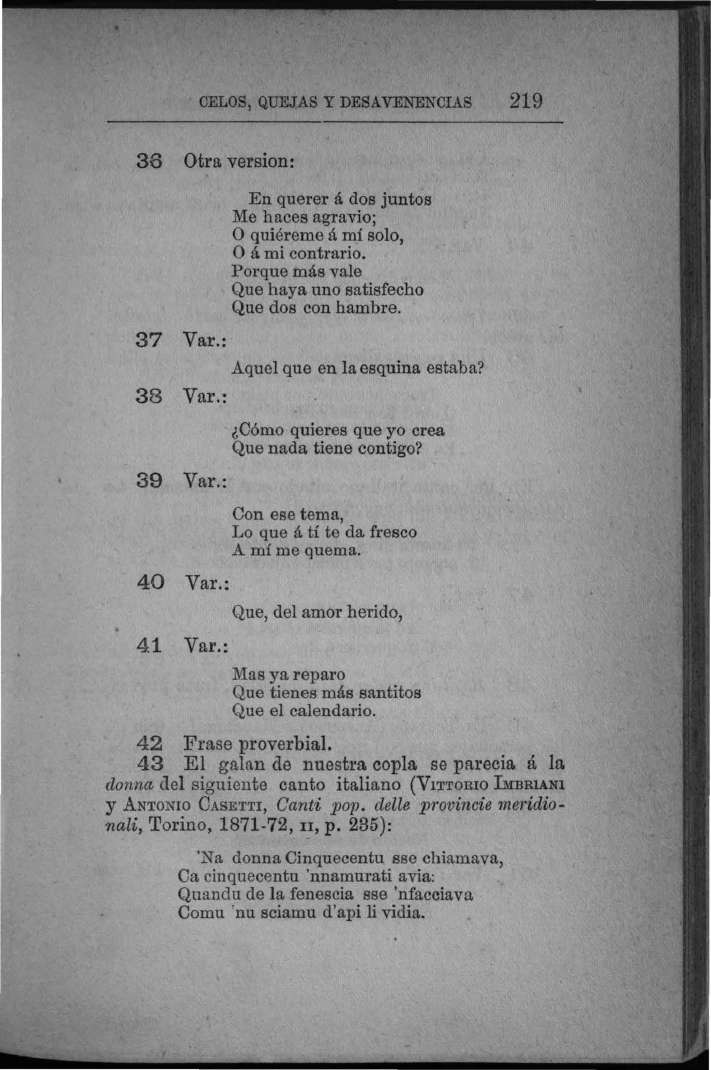 CELOS, QUEJAS Y DESAVENENCIAS 219
36 Otra version:
En querer á dos juntos
Me haces agravio;
O quiéreme á mí solo,
O á mi contrario.
Porque más vale
Que haya uno satisfecho
Que dos con hambre.
37 Var.:
Aquel que en la esquina estaba?
38 Var.:
¿Cómo quieres que yo crea
Que nada tiene contigo?
39 Var.:
Con ese tema,
Lo que á tí te da fresco
A mí me quema.
40 Var.:
Que, del amor herido,
41 Var.:
Mas ya reparo
Que tienes más santitos
Que el calendario.
42 Frase proverbial.
43 El galan de nuestra copla se parecia á la
donna del siguiente canto italiano (VITTORIO IMBRIANI
y ANTONIO CASETTI, Canti pop. delle provincie meridio-
nali, Torino, 1871-72, II, p. 235):
'Na donna Cinquecentu sse chiamava,
Ca cinquecentu 'nnamurati avia:
Quandu de la fenescia sse 'nfacciava
Comu 'nu sciamu d'api li vidia.